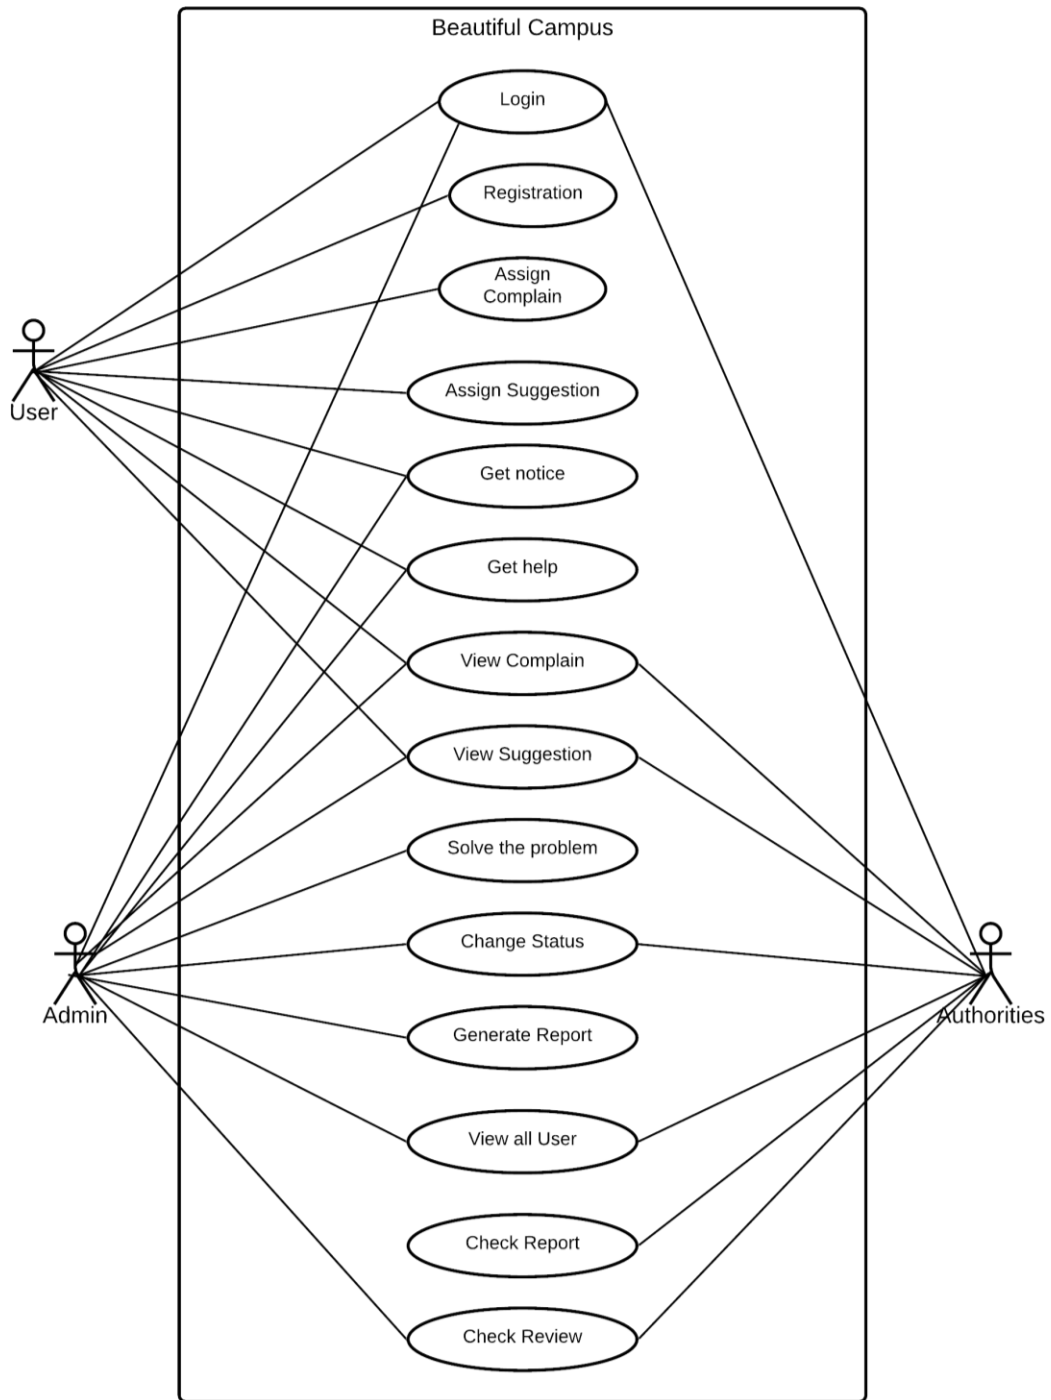 Beautiful Campus
Login
Registration
Assign
Complain
User
Assign Suggestion
Get notice
Get help
View Complain
View Suggestion
Solve the problem
Change Status
Admin
Authorities
Generate Report
View all User
Check Report
Check Review